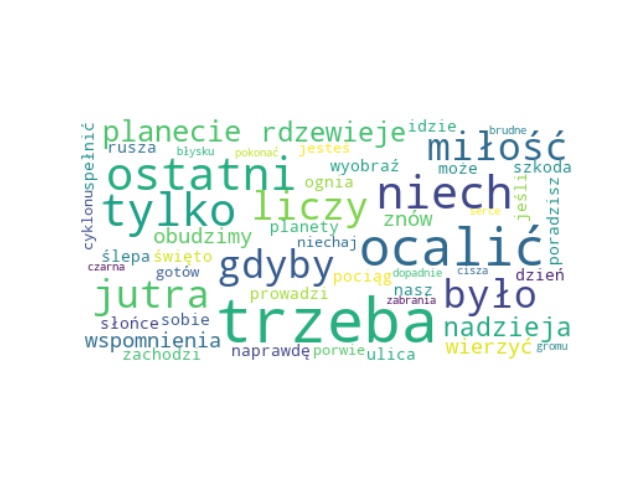 planecie rdzewieje idzie brudne
rusza błysku pokonać jesteś miłość
ostatni wyobraź może szkoda
spełnić ognia niech jeśli
tylko liczy znów serce poradzisz
cyklonu obudzimy planety
niechaj ocalić
ślepa święto gdyby
czarna gotów pociąg dopadnie cisza dzień
jutra prowadzi nasz zabrania było
słońce sobie trzeba nadzieja
wspomnienia wierzyć gromu
zachodzi naprawdę porwie ulica